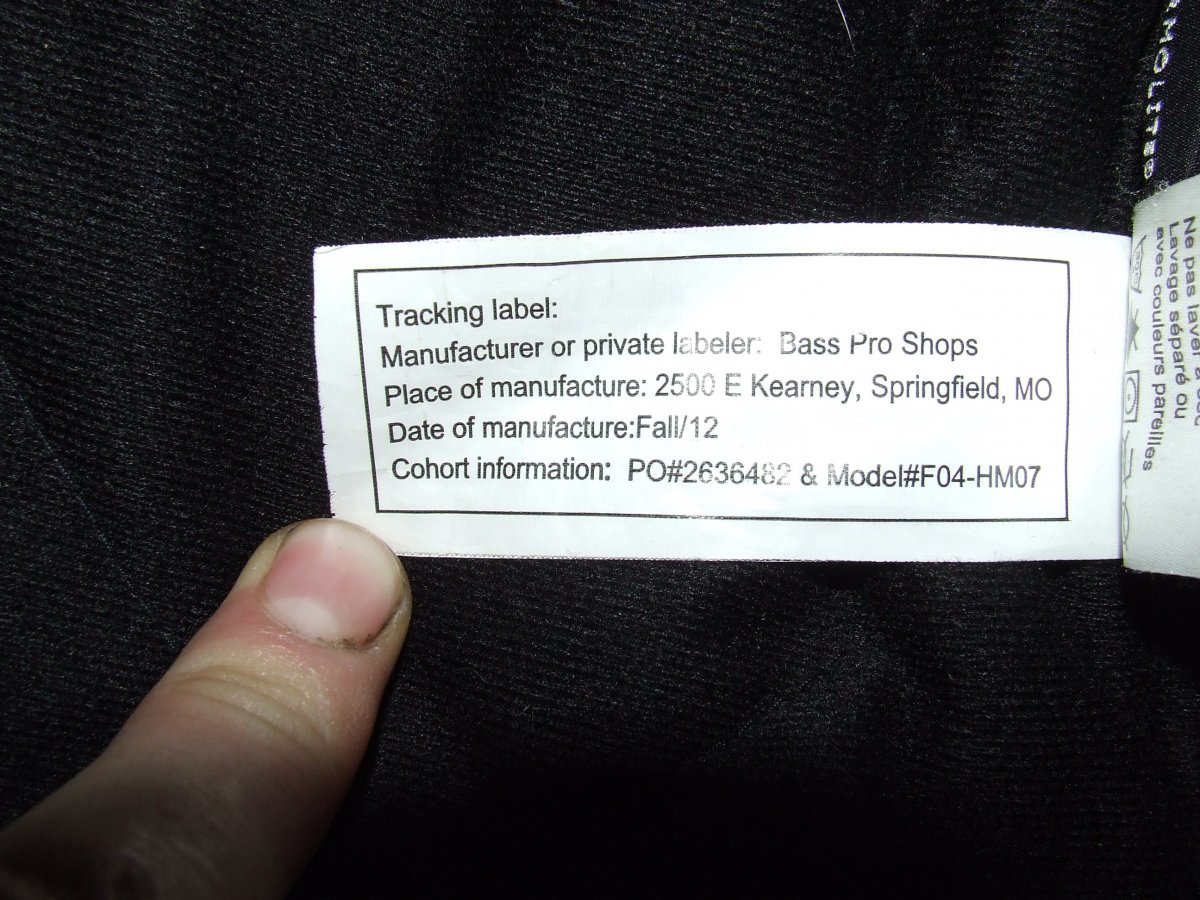 Tracking label:
Manufacturer or private labeler: Bass Pro Shops
Place of manufacture: 2500 E Kearney, Springfield, MO
Date of manufacture:Fall/12
Cohort information: PO#2636482 & Model#F04-HM07
Ne pas laver
Lavage séparé ou
avec couleurs pareilles